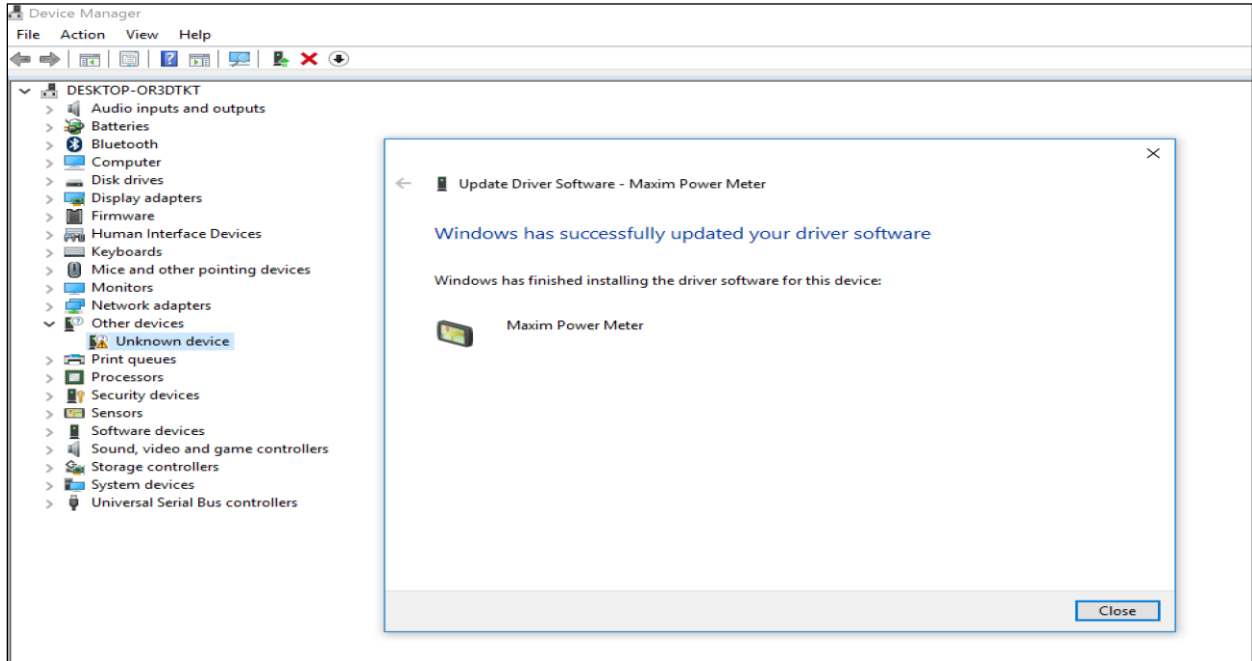 Device Manager
File Action View Help
DESKTOP-OR3DTKT
Audio inputs and outputs
Batteries
Bluetooth
Computer
Disk drives
Display adapters
Firmware
Human Interface Devices
Keyboards
Mice and other pointing devices
Monitors
Network adapters
Other devices
Unknown device
Print queues
Processors
Security devices
Sensors
Software devices
Sound, video and game controllers
Storage controllers
System devices
Universal Serial Bus controllers
Update Driver Software - Maxim Power Meter
Windows has successfully updated your driver software
Windows has finished installing the driver software for this device:
Maxim Power Meter
Close